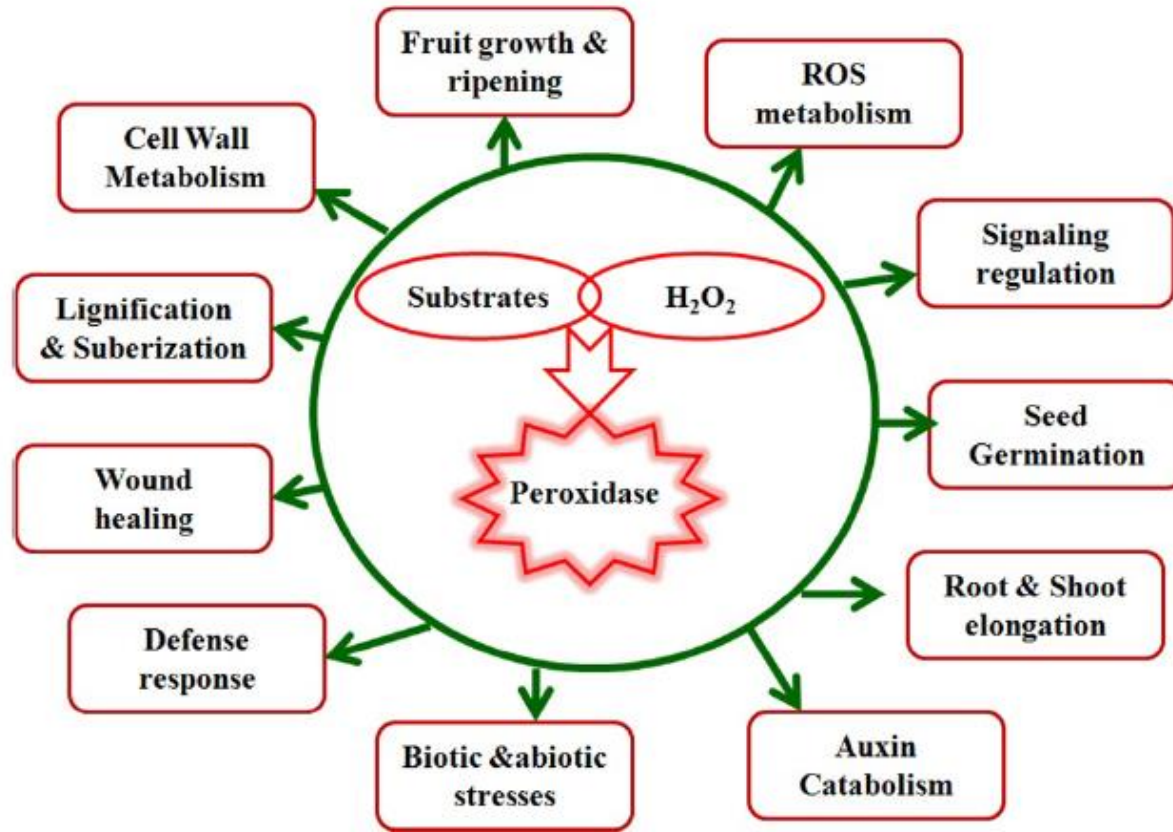 Fruit growth &
ripening
ROS
metabolism
Cell Wall
Metabolism
Signaling
regulation
Substrates
H₂O₂
Lignification
& Suberization
Seed
Germination
Peroxidase
Wound
healing
Root & Shoot
elongation
Defense
response
Biotic &abiotic
stresses
Auxin
Catabolism